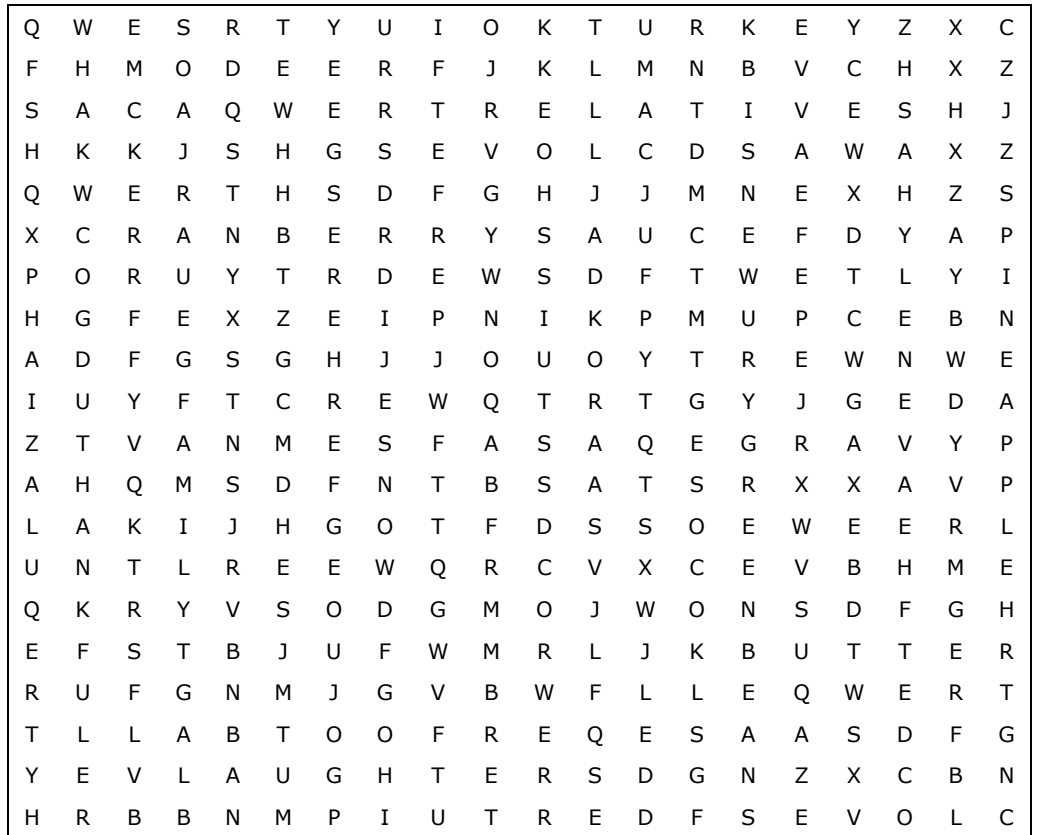 Q W E S R T Y U I O K T U R K E Y Z X C
F H M O D E E R F J K L M N B V C H X Z
S A C A Q W E R T R E L A T I V E S H J
H K K J S H G S E V O L C D S A W A X Z
Q W E R T H S D F G H J J M N E X H Z S
X C R A N B E R R Y S A U C E F D Y A P
P O R U Y T R D E W S D F T W E T L Y I
H G F E X Z E I P N I K P M U P C E B N
A D F G S G H J J O U O Y T R E W N W E
I U Y F T C R E W Q T R T G Y J G E D A
Z T V A N M E S F A S A Q E G R A V Y P
A H Q M S D F N T B S A T S R X X A V P
L A K I J H G O T F D S S O E W E E R L
U N T L R E E W Q R C V X C E V B H M E
Q K R Y V S O D G M O J W O N S D F G H
E F S T B J U F W M R L J K B U T T E R
R U F G N M J G V B W F L L E Q W E R T
T L L A B T O O F R E Q E S A A S D F G
Y E V L A U G H T E R S D G N Z X C B N
H R B B N M P I U T R E D F S E V O L C